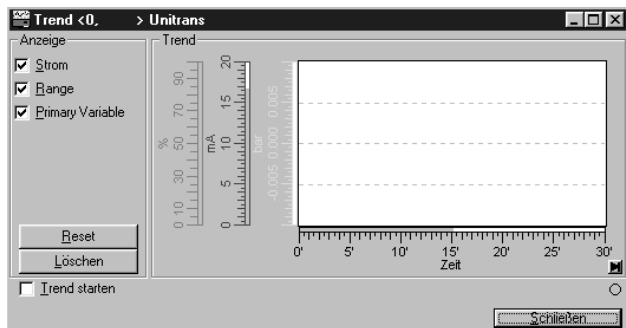 Trend <0, > Unitrans
Anzeige
Strom
Range
Primary Variable
Reset
Löschen
Trend
% 0 10 30 50 70 90
mA 0 5 10 15 20
bar -0.005 0.000 0.005
0' 5' 10' 15' 20' 25' 30'
Zeit
Trend starten
Schließen